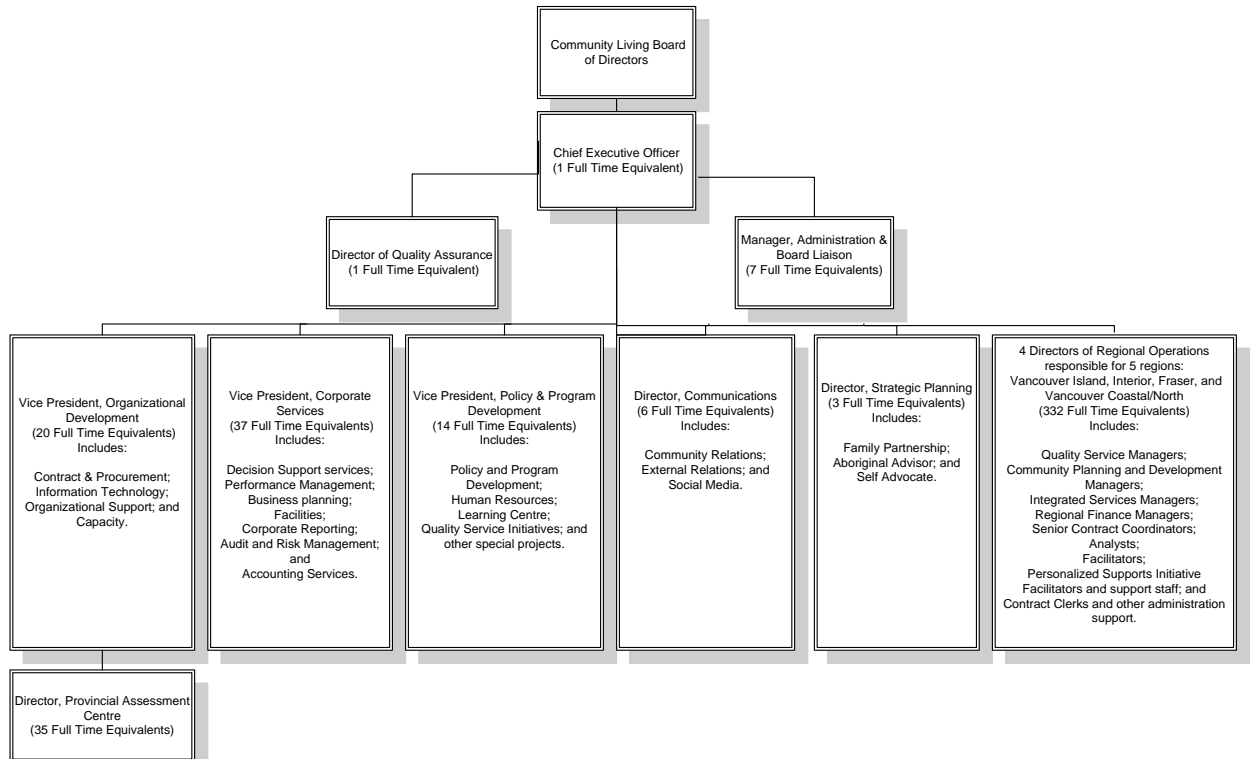 Community Living Board
of Directors
Chief Executive Officer
(1 Full Time Equivalent)
Director of Quality Assurance
(1 Full Time Equivalent)
Manager, Administration &
Board Liaison
(7 Full Time Equivalents)
Vice President, Organizational
Development
(20 Full Time Equivalents)
Includes:
Contract & Procurement;
Information Technology;
Organizational Support; and
Capacity.
Vice President, Corporate
Services
(37 Full Time Equivalents)
Includes:
Decision Support services;
Performance Management;
Business planning;
Facilities;
Corporate Reporting;
Audit and Risk Management;
and
Accounting Services.
Vice President, Policy & Program
Development
(14 Full Time Equivalents)
Includes:
Policy and Program
Development;
Human Resources;
Learning Centre;
Quality Service Initiatives; and
other special projects.
Director, Communications
(6 Full Time Equivalents)
Includes:
Community Relations;
External Relations; and
Social Media.
Director, Strategic Planning
(3 Full Time Equivalents)
Includes:
Family Partnership;
Aboriginal Advisor; and
Self Advocate.
4 Directors of Regional Operations
responsible for 5 regions:
Vancouver Island, Interior, Fraser, and
Vancouver Coastal/North
(332 Full Time Equivalents)
Includes:
Quality Service Managers;
Community Planning and Development
Managers;
Integrated Services Managers;
Regional Finance Managers;
Senior Contract Coordinators;
Analysts;
Facilitators;
Personalized Supports Initiative
Facilitators and support staff; and
Contract Clerks and other administration
support.
Director, Provincial Assessment
Centre
(35 Full Time Equivalents)